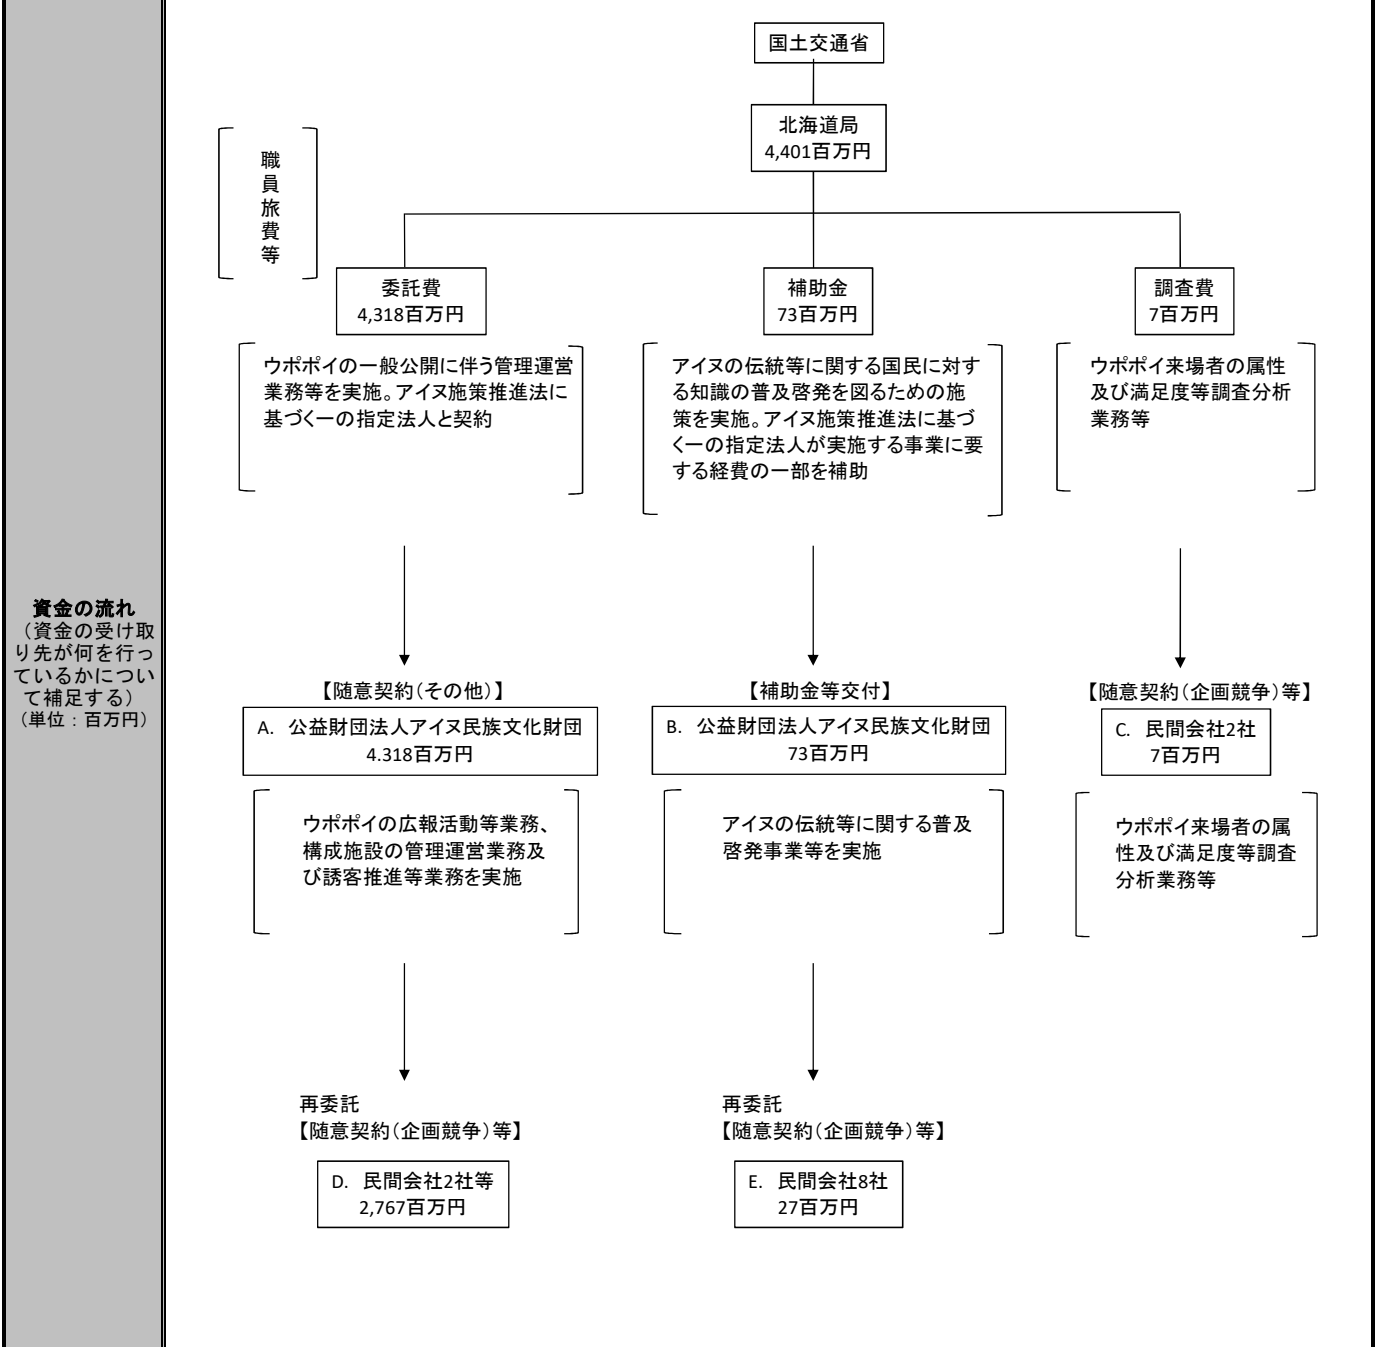 国土交通省
北海道局
4,401百万円
職員旅費等
委託費
4,318百万円
補助金
73百万円
調査費
7百万円
ウポポイの一般公開に伴う管理運営
業務等を実施。アイヌ施策推進法に
基づく一の指定法人と契約
アイヌの伝統等に関する国民に対す
る知識の普及啓発を図るための施
策を実施。アイヌ施策推進法に基づ
く一の指定法人が実施する事業に要
する経費の一部を補助
ウポポイ来場者の属性
及び満足度等調査分析
業務等
資金の流れ
（資金の受け取
り先が何を行っ
ているかについ
て補足する）
（単位：百万円）
【随意契約（その他）】
A. 公益財団法人アイヌ民族文化財団
4.318百万円
【補助金等交付】
B. 公益財団法人アイヌ民族文化財団
73百万円
【随意契約（企画競争）等】
C. 民間会社2社
7百万円
ウポポイの広報活動等業務、
構成施設の管理運営業務及
び誘客推進等業務を実施
アイヌの伝統等に関する普及
啓発事業等を実施
ウポポイ来場者の属
性及び満足度等調査
分析業務等
再委託
【随意契約（企画競争）等】
D. 民間会社2社等
2,767百万円
再委託
【随意契約（企画競争）等】
E. 民間会社8社
27百万円